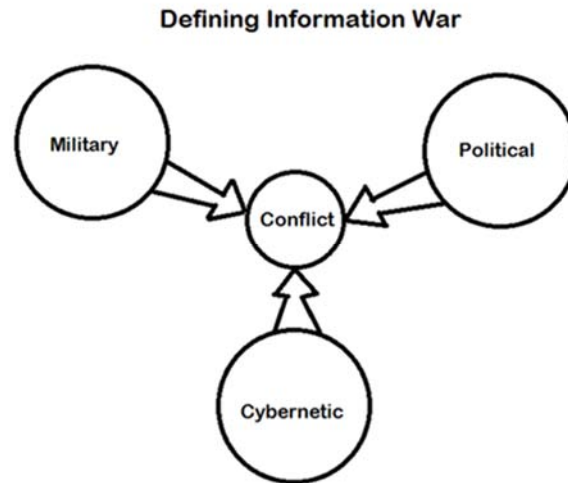 Defining Information War
Military
Political
Conflict
Cybernetic